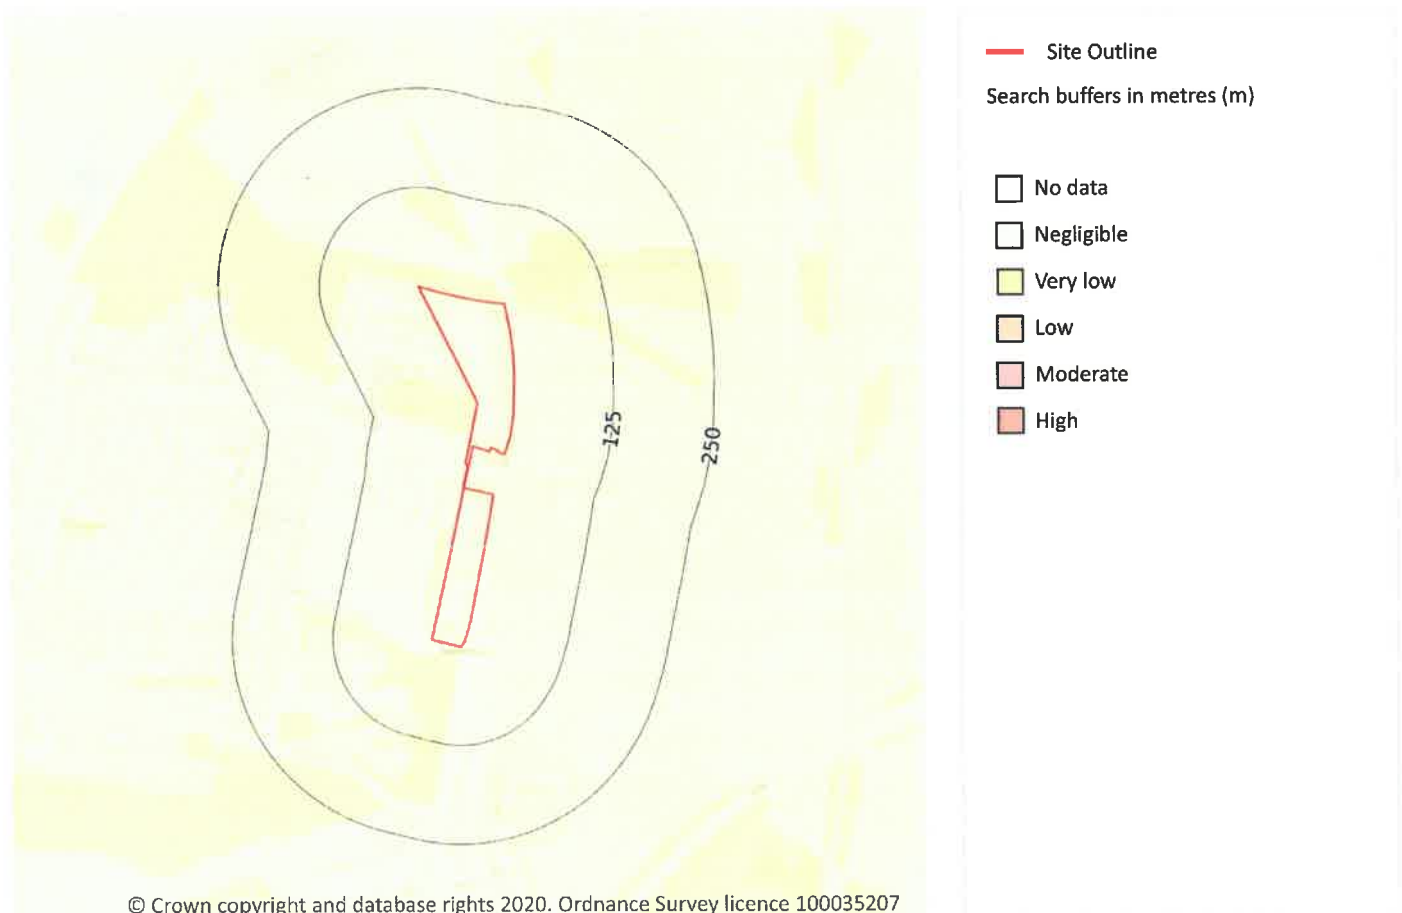 Site Outline
Search buffers in metres (m)
No data
Negligible
Very low
Low
Moderate
High
125
250
© Crown copyright and database rights 2020. Ordnance Survey licence 100035207